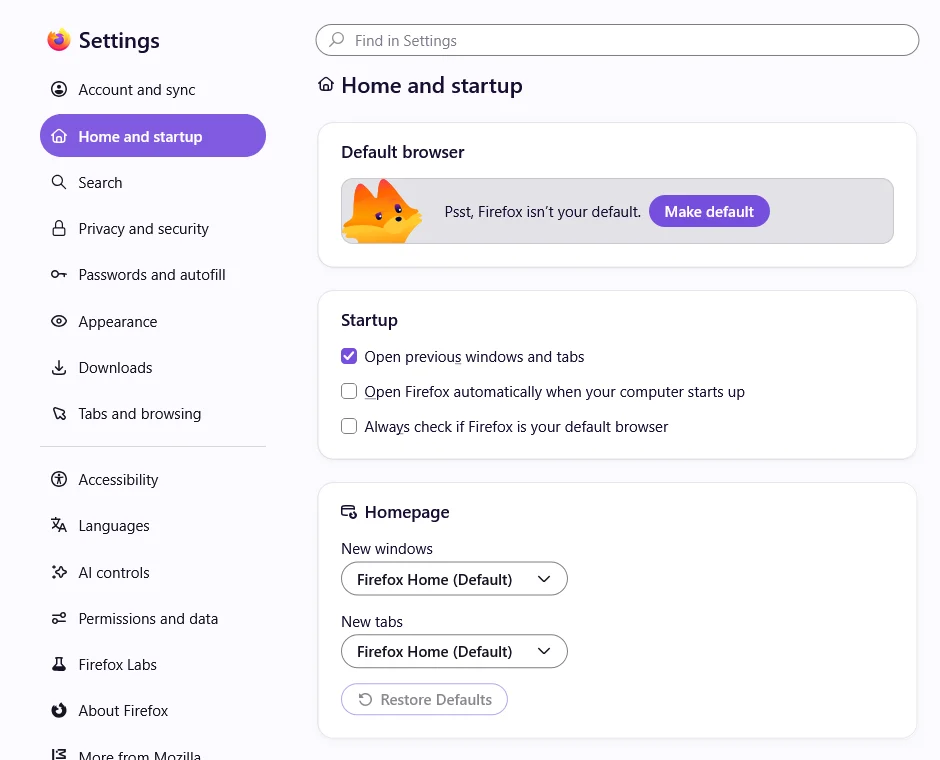 Settings
Account and sync
Home and startup
Search
Privacy and security
Passwords and autofill
Appearance
Downloads
Tabs and browsing
Accessibility
Languages
AI controls
Permissions and data
Firefox Labs
About Firefox
More from Mozilla
Find in Settings
Home and startup
Default browser
Psst, Firefox isn’t your default. Make default
Startup
Open previous windows and tabs
Open Firefox automatically when your computer starts up
Always check if Firefox is your default browser
Homepage
New windows
Firefox Home (Default)
New tabs
Firefox Home (Default)
Restore Defaults